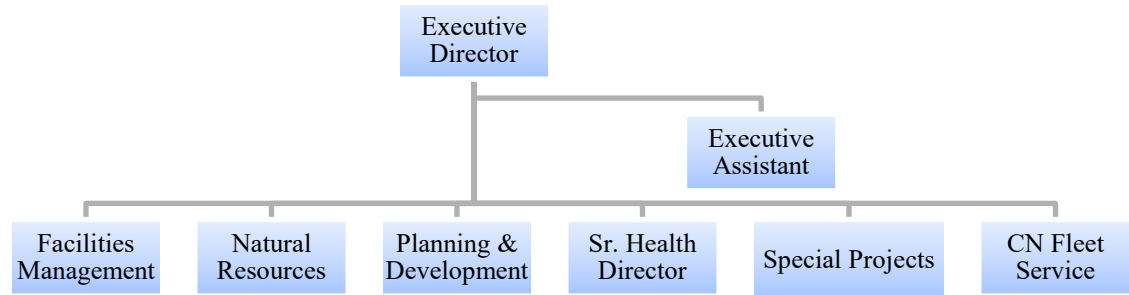 Executive
Director
Executive
Assistant
Facilities
Management
Natural
Resources
Planning &
Development
Sr. Health
Director
Special Projects
CN Fleet
Service